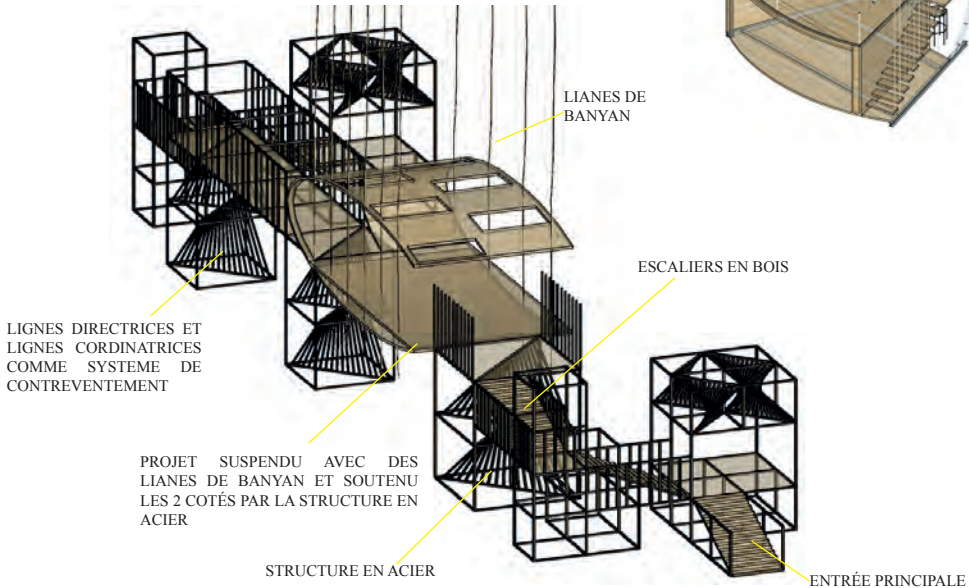 LIANES DE
BANYAN
ESCALIERS EN BOIS
LIGNES DIRECTRICES ET
LIGNES CORDINATRICES
COMME SYSTEME DE
CONTREVENTEMENT
PROJET SUSPENDU AVEC DES
LIANES DE BANYAN ET SOUTENU
LES 2 COTÉS PAR LA STRUCTURE EN
ACIER
STRUCTURE EN ACIER
ENTRÉE PRINCIPALE